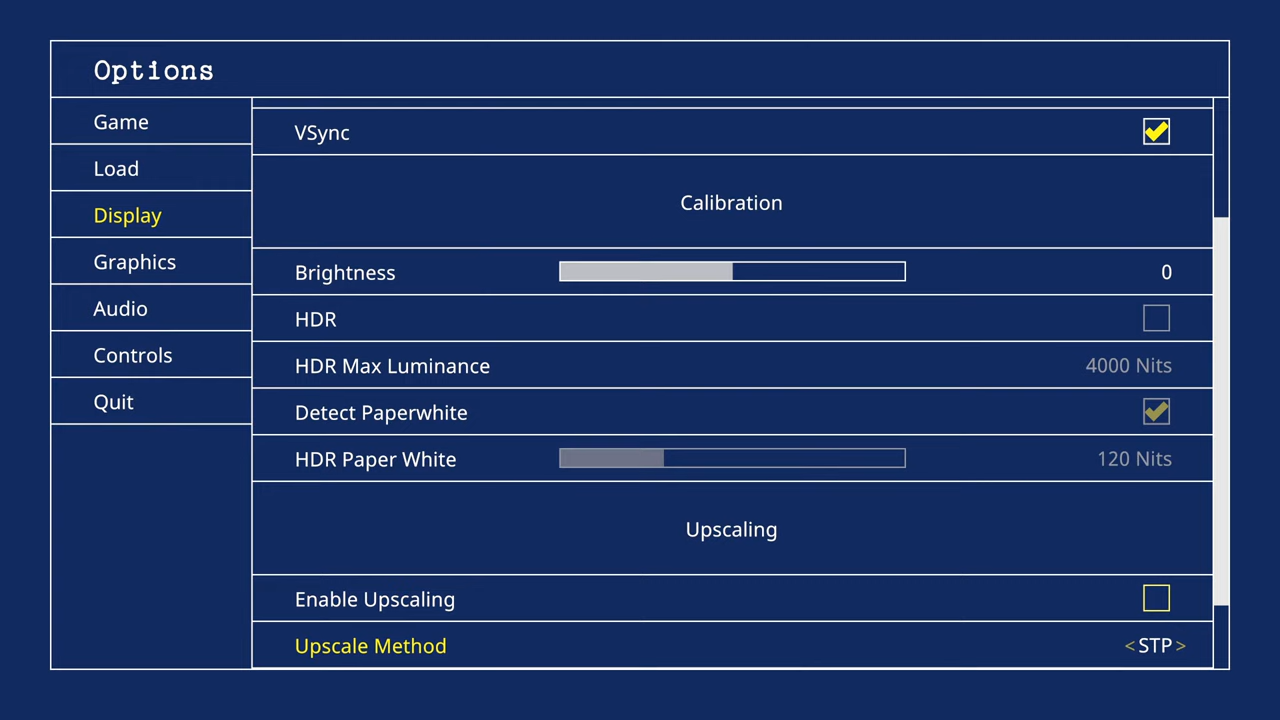 Options
Game
Load
Display
Graphics
Audio
Controls
Quit
VSync
Calibration
Brightness 0
HDR
HDR Max Luminance 4000 Nits
Detect Paperwhite
HDR Paper White 120 Nits
Upscaling
Enable Upscaling
Upscale Method <STP>